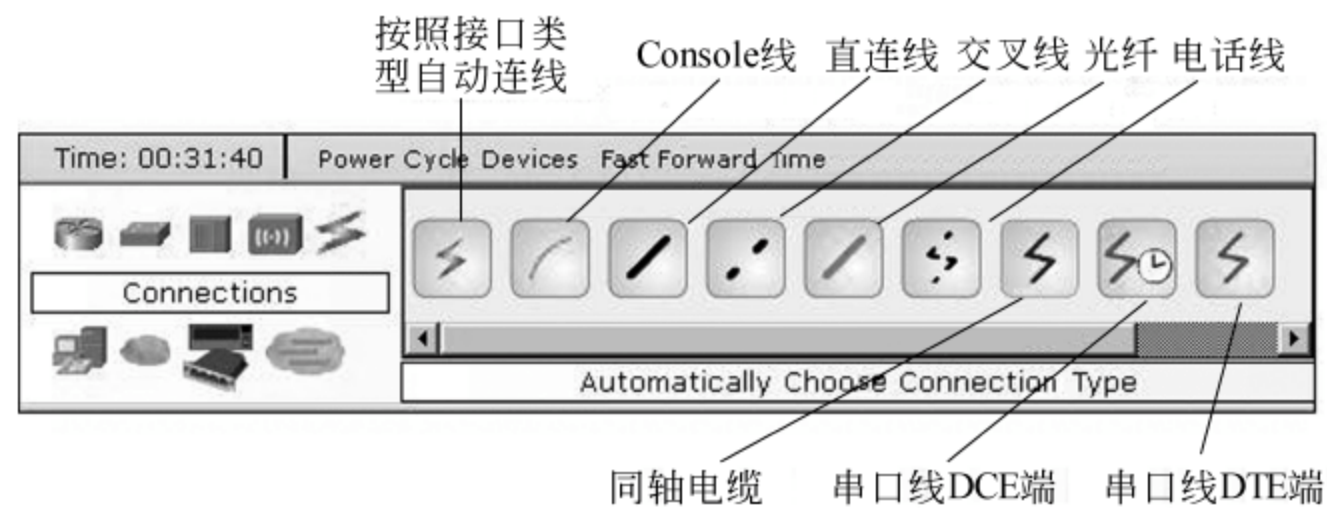 按照接口类
型自动连线
Console线
直连线
交叉线
光纤
电话线
Time: 00:31:40
Power Cycle Devices
Fast Forward Time
Connections
Automatically Choose Connection Type
同轴电缆
串口线DCE端
串口线DTE端